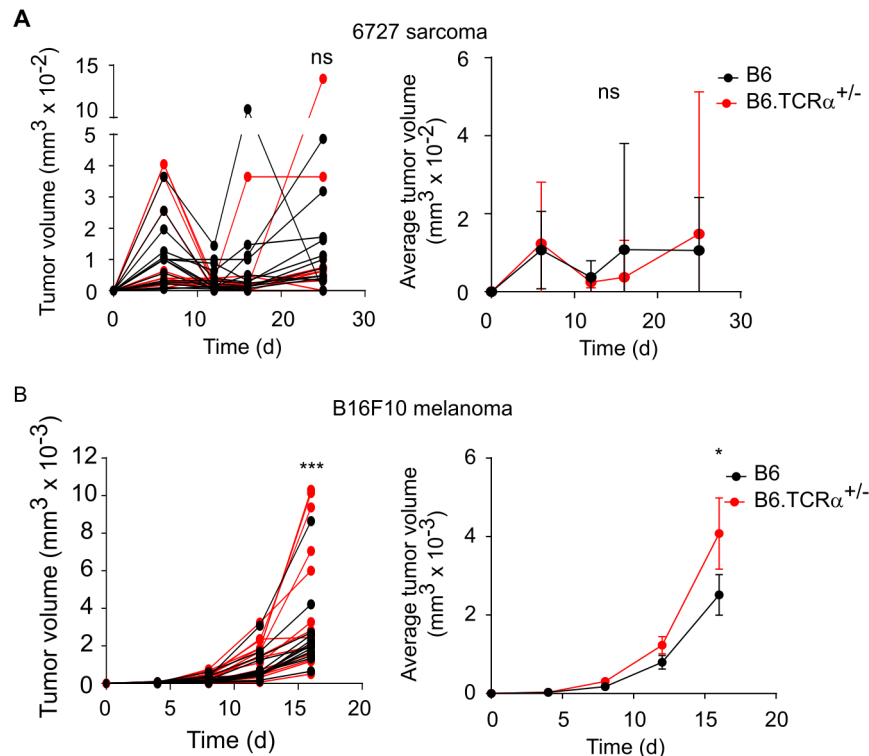 A
6727 sarcoma
Tumor volume (mm³ x 10⁻²)
15
10
5
4
3
2
1
0
ns
0
10
20
30
Time (d)
Average tumor volume
(mm³ x 10⁻²)
6
4
2
0
ns
0
10
20
30
Time (d)
B6
B6.TCRα⁺/⁻
B
B16F10 melanoma
Tumor volume (mm³ x 10⁻³)
12
10
8
6
4
2
0
***
0
5
10
15
20
Time (d)
Average tumor volume
(mm³ x 10⁻³)
6
4
2
0
*
0
5
10
15
20
Time (d)
B6
B6.TCRα⁺/⁻